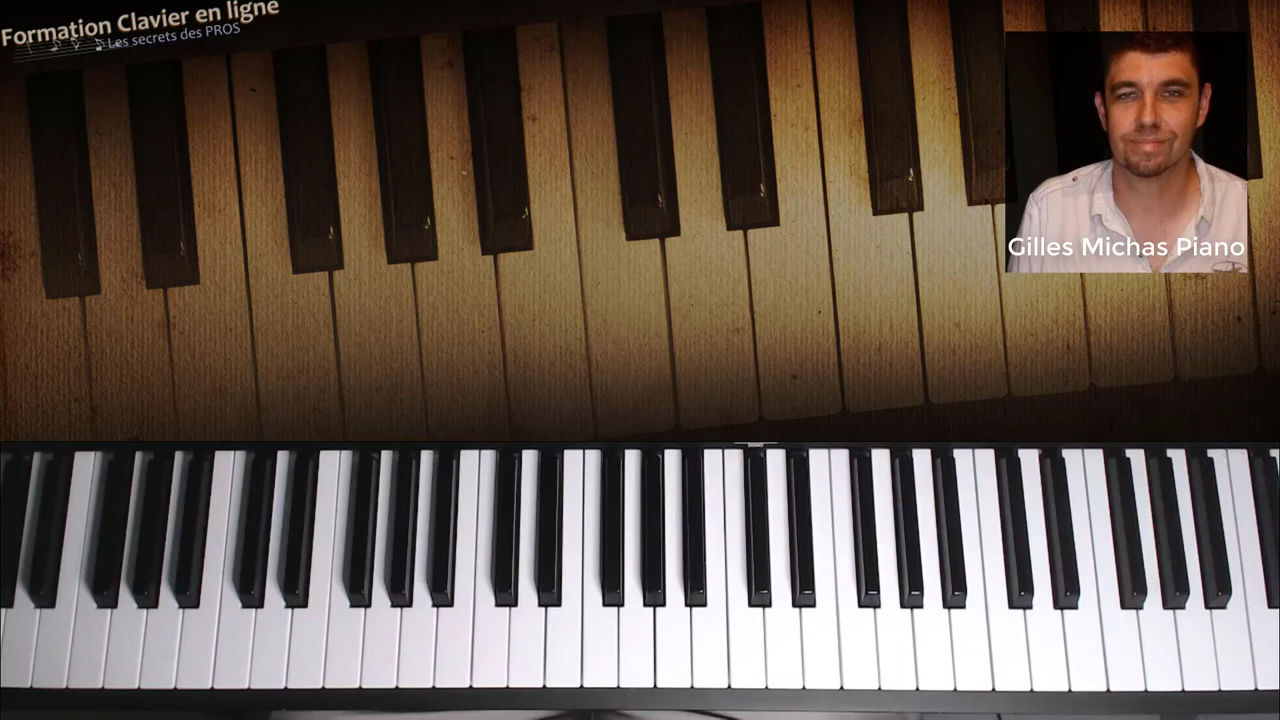 Formation Clavier en ligne
Les secrets des PROS
Gilles Michas Piano